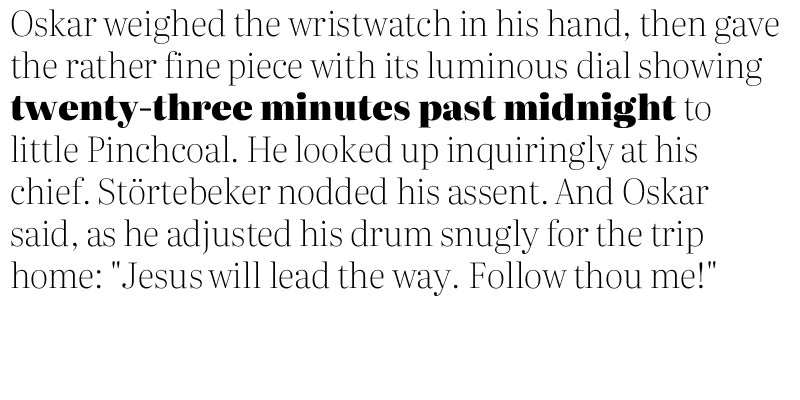 Oskar weighed the wristwatch in his hand, then gave
the rather fine piece with its luminous dial showing
twenty-three minutes past midnight to
little Pinchcoal. He looked up inquiringly at his
chief. Störtebeker nodded his assent. And Oskar
said, as he adjusted his drum snugly for the trip
home: "Jesus will lead the way. Follow thou me!"